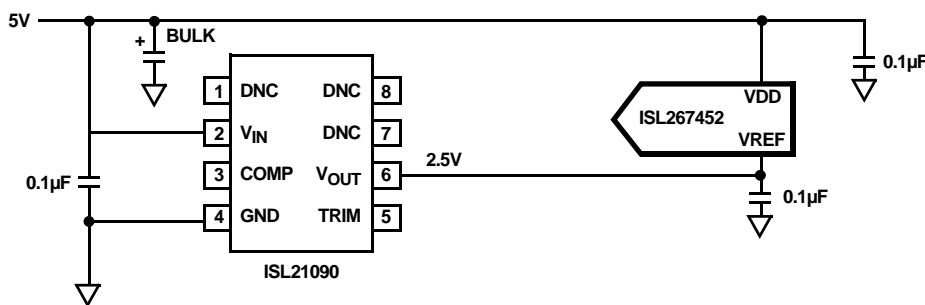 5V
+
BULK
0.1µF
1 DNC DNC 8
VDD
ISL267452
2 VIN DNC 7
VREF
2.5V
0.1µF
3 COMP VOUT 6
0.1µF
4 GND TRIM 5
ISL21090